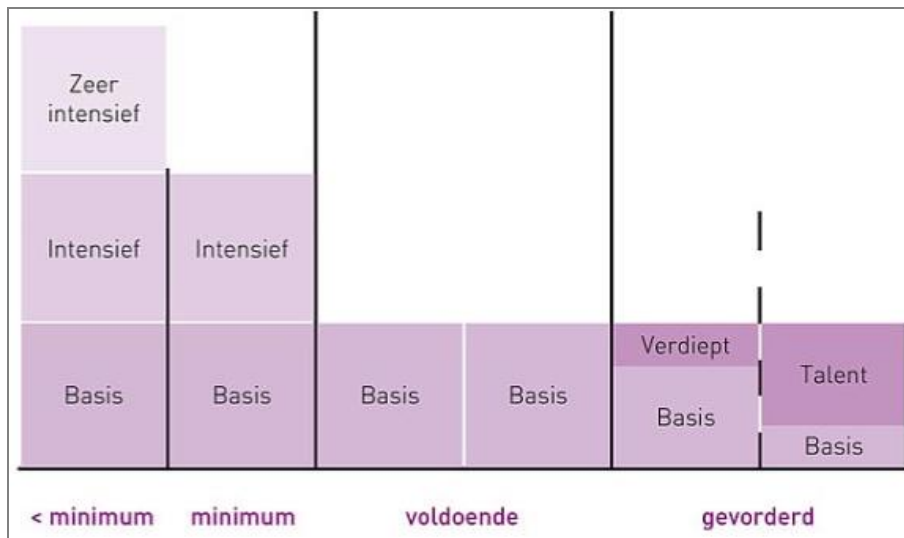 Zeer
intensief
Intensief
Intensief
Verdiept
Talent
Basis
Basis
Basis
Basis
Basis
Basis
< minimum
minimum
voldoende
gevorderd